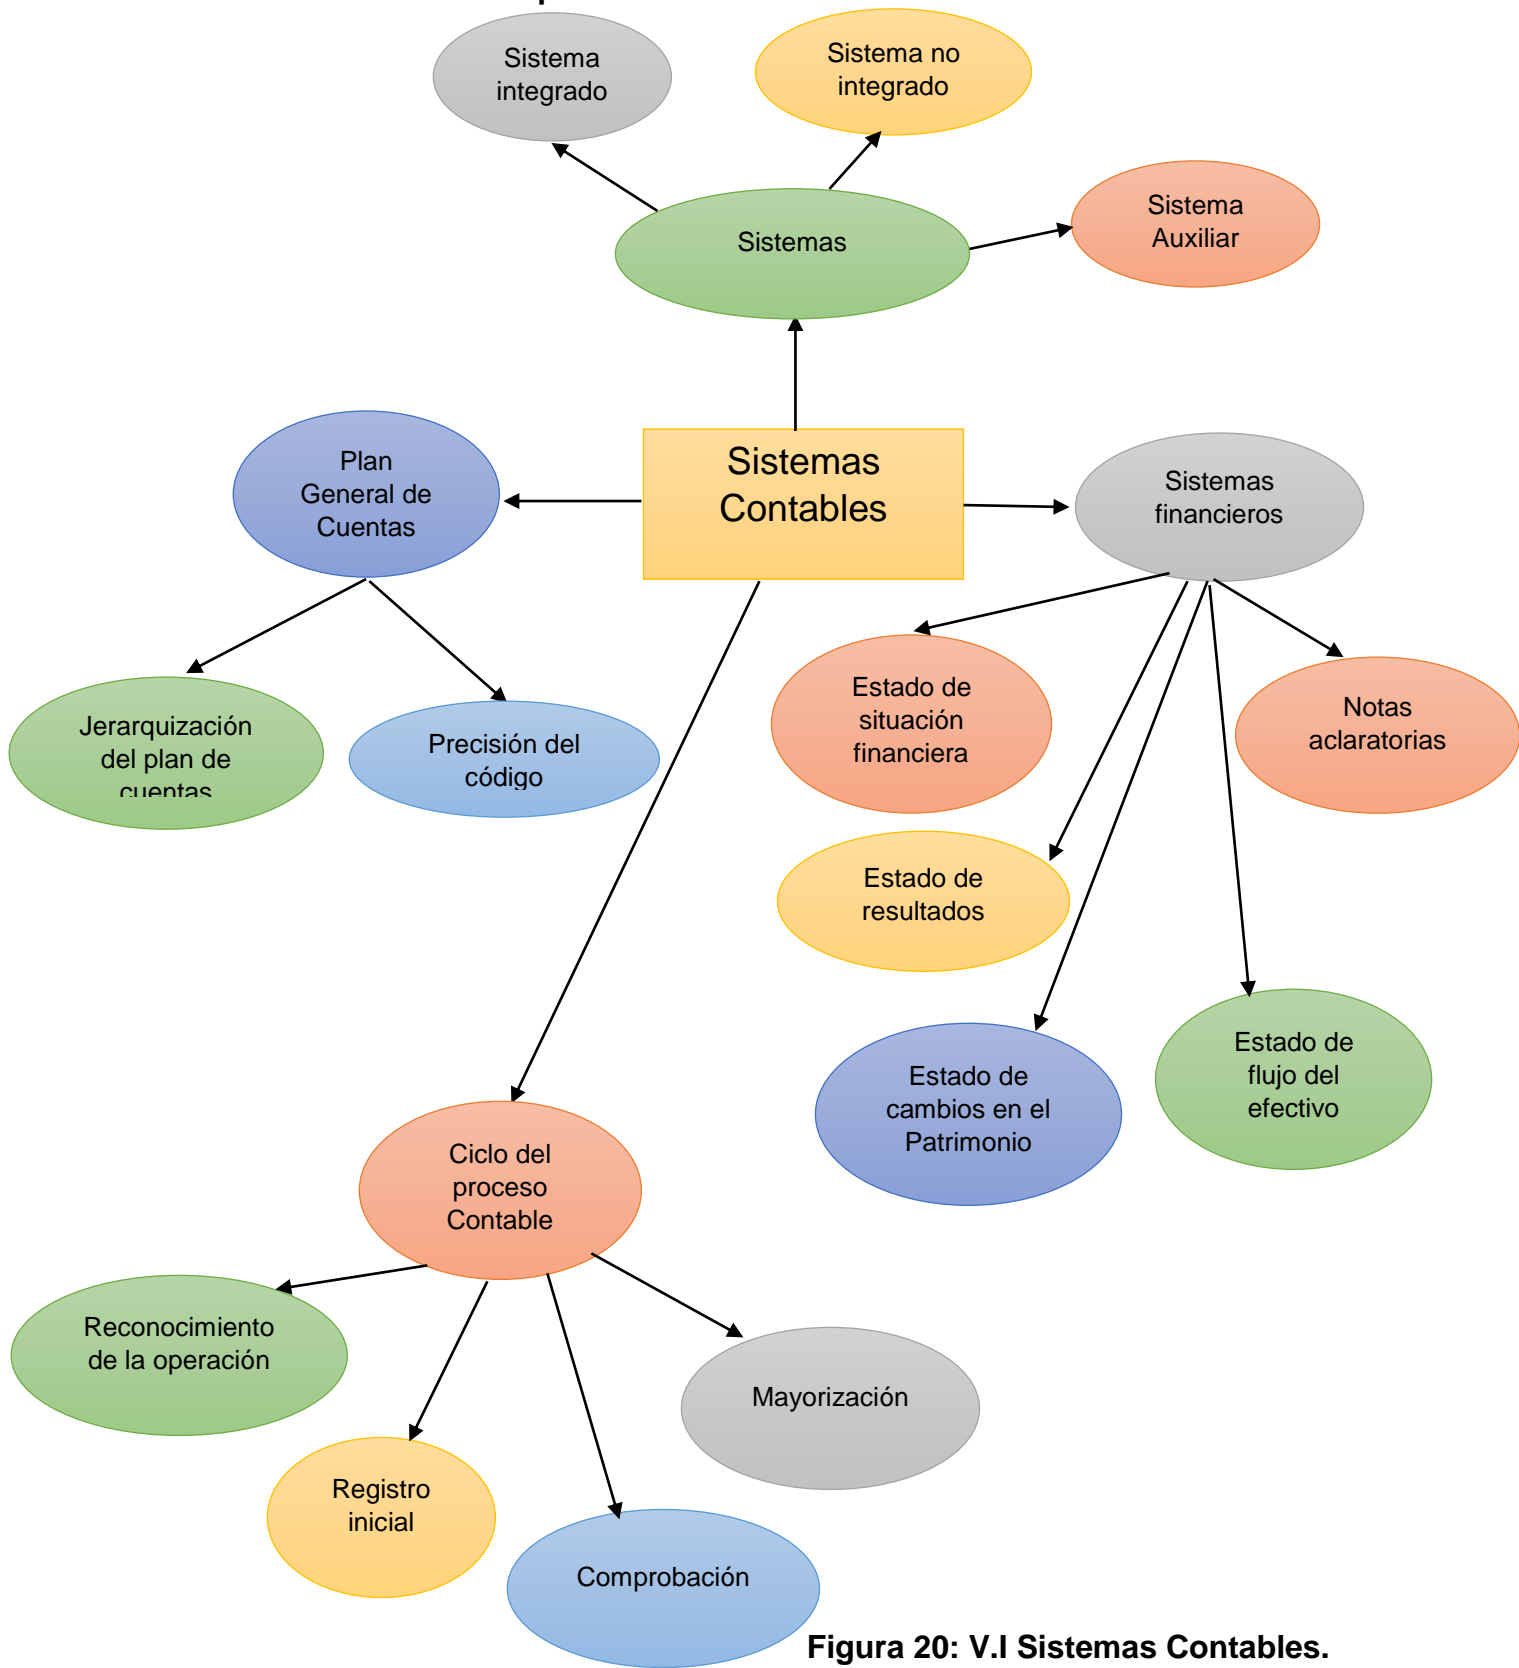 Sistema
integrado
Sistema no
integrado
Sistema
Auxiliar
Sistemas
Sistemas
Contables
Plan
General de
Cuentas
Sistemas
financieros
Jerarquización
del plan de
cuentas
Precisión del
código
Estado de
situación
financiera
Notas
aclaratorias
Estado de
resultados
Estado de
cambios en el
Patrimonio
Estado de
flujo del
efectivo
Ciclo del
proceso
Contable
Reconocimiento
de la operación
Mayorización
Registro
inicial
Comprobación
Figura 20: V.I Sistemas Contables.